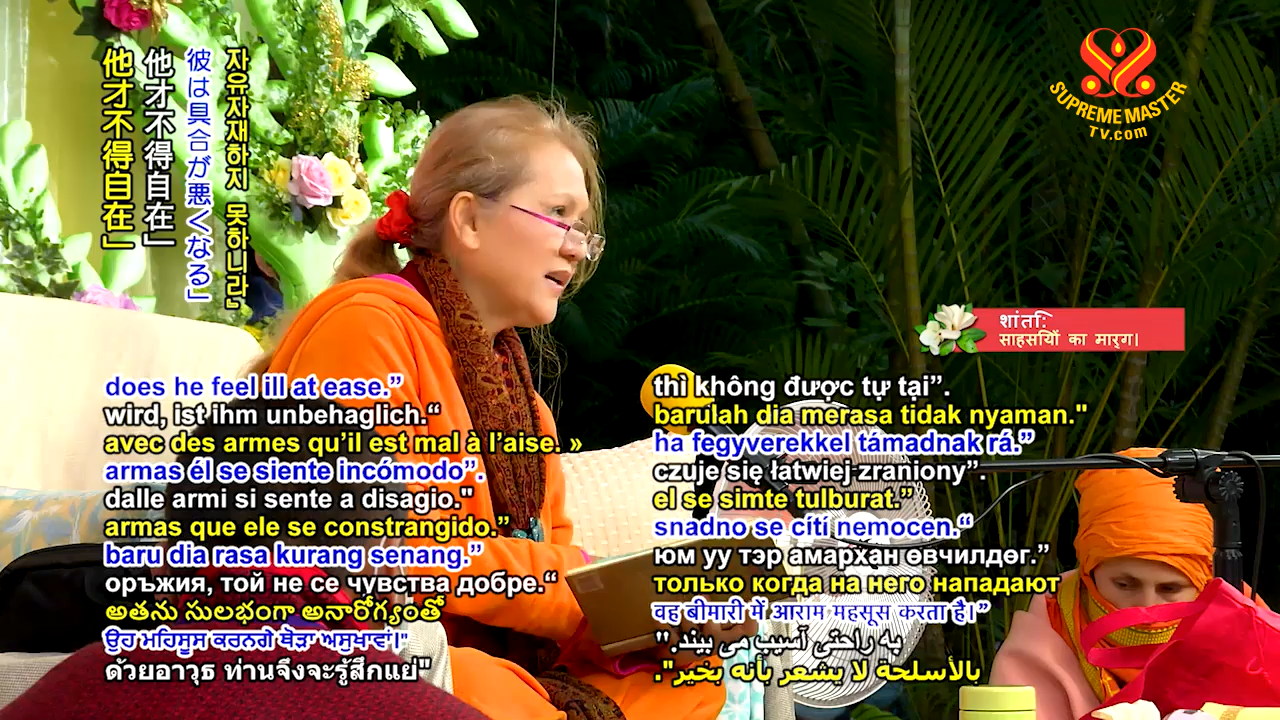 SUPREME MASTER
TV.com
자유자재하지 못하니라』
彼は具合が悪くなる」
他才不得自在」
他才不得自在」
शांति:
साहसियों का मार्ग।
does he feel ill at ease.”
wird, ist ihm unbehaglich.“
avec des armes qu’il est mal à l’aise. »
armas él se siente incómodo”.
dalle armi si sente a disagio."
armas que ele se constrangido.”
baru dia rasa kurang senang.”
оръжия, той не се чувства добре.“
అతను సులభంగా అనారోగ్యంతో
ਉਹ ਮਹਿਸੂਸ ਕਰਨਗੇ ਥੋੜਾ ਅਸੁਖਾਵਾਂ।"
ด้วยอาวุธ ท่านจึงจะรู้สึกแย่"
thì không được tự tại”.
barulah dia merasa tidak nyaman."
ha fegyverekkel támadnak rá.”
czuje się łatwiej zraniony”.
el se simte tulburat.”
snadno se cítí nemocen.“
юм уу тэр амархан өвчилдөг.”
только когда на него нападают
वह बीमारी में आराम महसूस करता है।”
به راحتی آسیب می بیند."
بالأسلحة لا يشعر بأنه بخير".